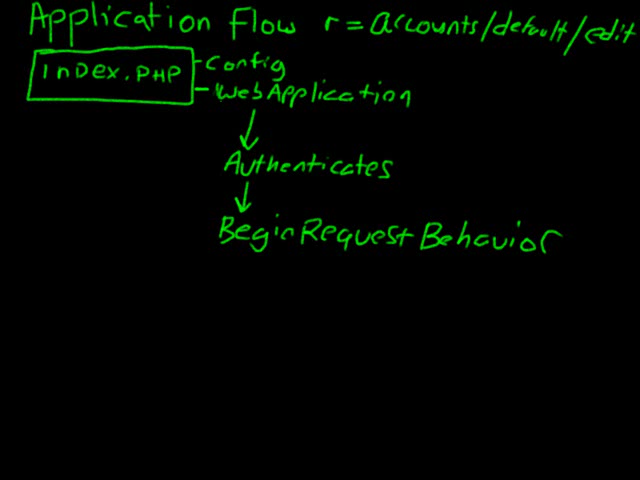 Application Flow r = accounts/default/edit
InDex.PHP - Config
- WebApplication
Authenticates
BeginRequestBehavior